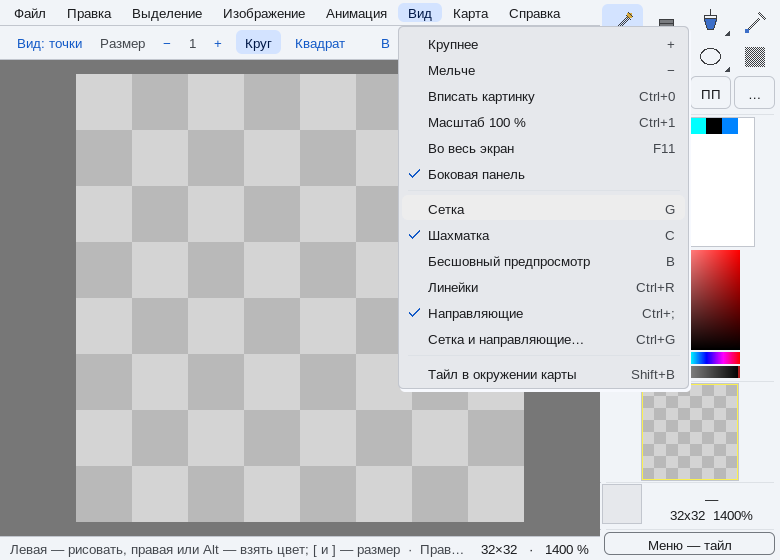 Файл Правка Выделение Изображение Анимация Вид Карта Справка
Вид: точки Размер − 1 + Круг Квадрат В
Крупнее +
Мельче −
Вписать картинку Ctrl+0
Масштаб 100 % Ctrl+1
Во весь экран F11
Боковая панель
Сетка G
Шахматка C
Бесшовный предпросмотр B
Линейки Ctrl+R
Направляющие Ctrl+;
Сетка и направляющие… Ctrl+G
Тайл в окружении карты Shift+B
ПП …
—
32x32 1400%
Меню — тайл
Левая — рисовать, правая или Alt — взять цвет; [ и ] — размер · Прав… 32×32 · 1400 %